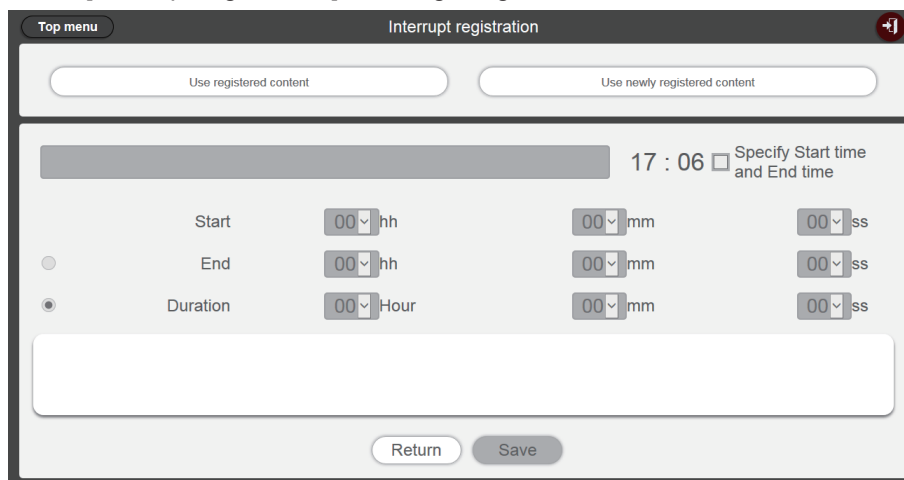 Top menu
Interrupt registration
Use registered content
Use newly registered content
17 : 06
Specify Start time
and End time
Start 00 hh 00 mm 00 ss
End 00 hh 00 mm 00 ss
Duration 00 Hour 00 mm 00 ss
Return Save